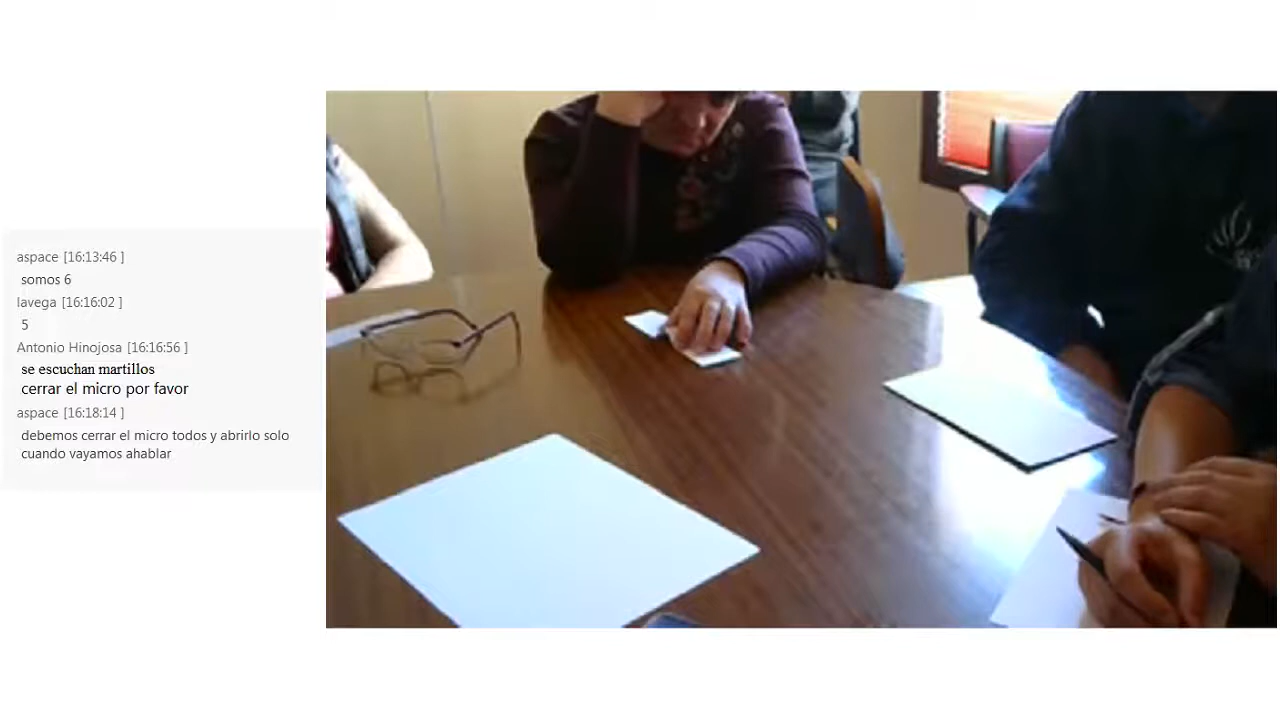 aspace [16:13:46 ]
somos 6
lavega [16:16:02 ]
5
Antonio Hinojosa [16:16:56 ]
se escuchan martillos
cerrar el micro por favor
aspace [16:18:14 ]
debemos cerrar el micro todos y abrirlo solo
cuando vayamos ahablar